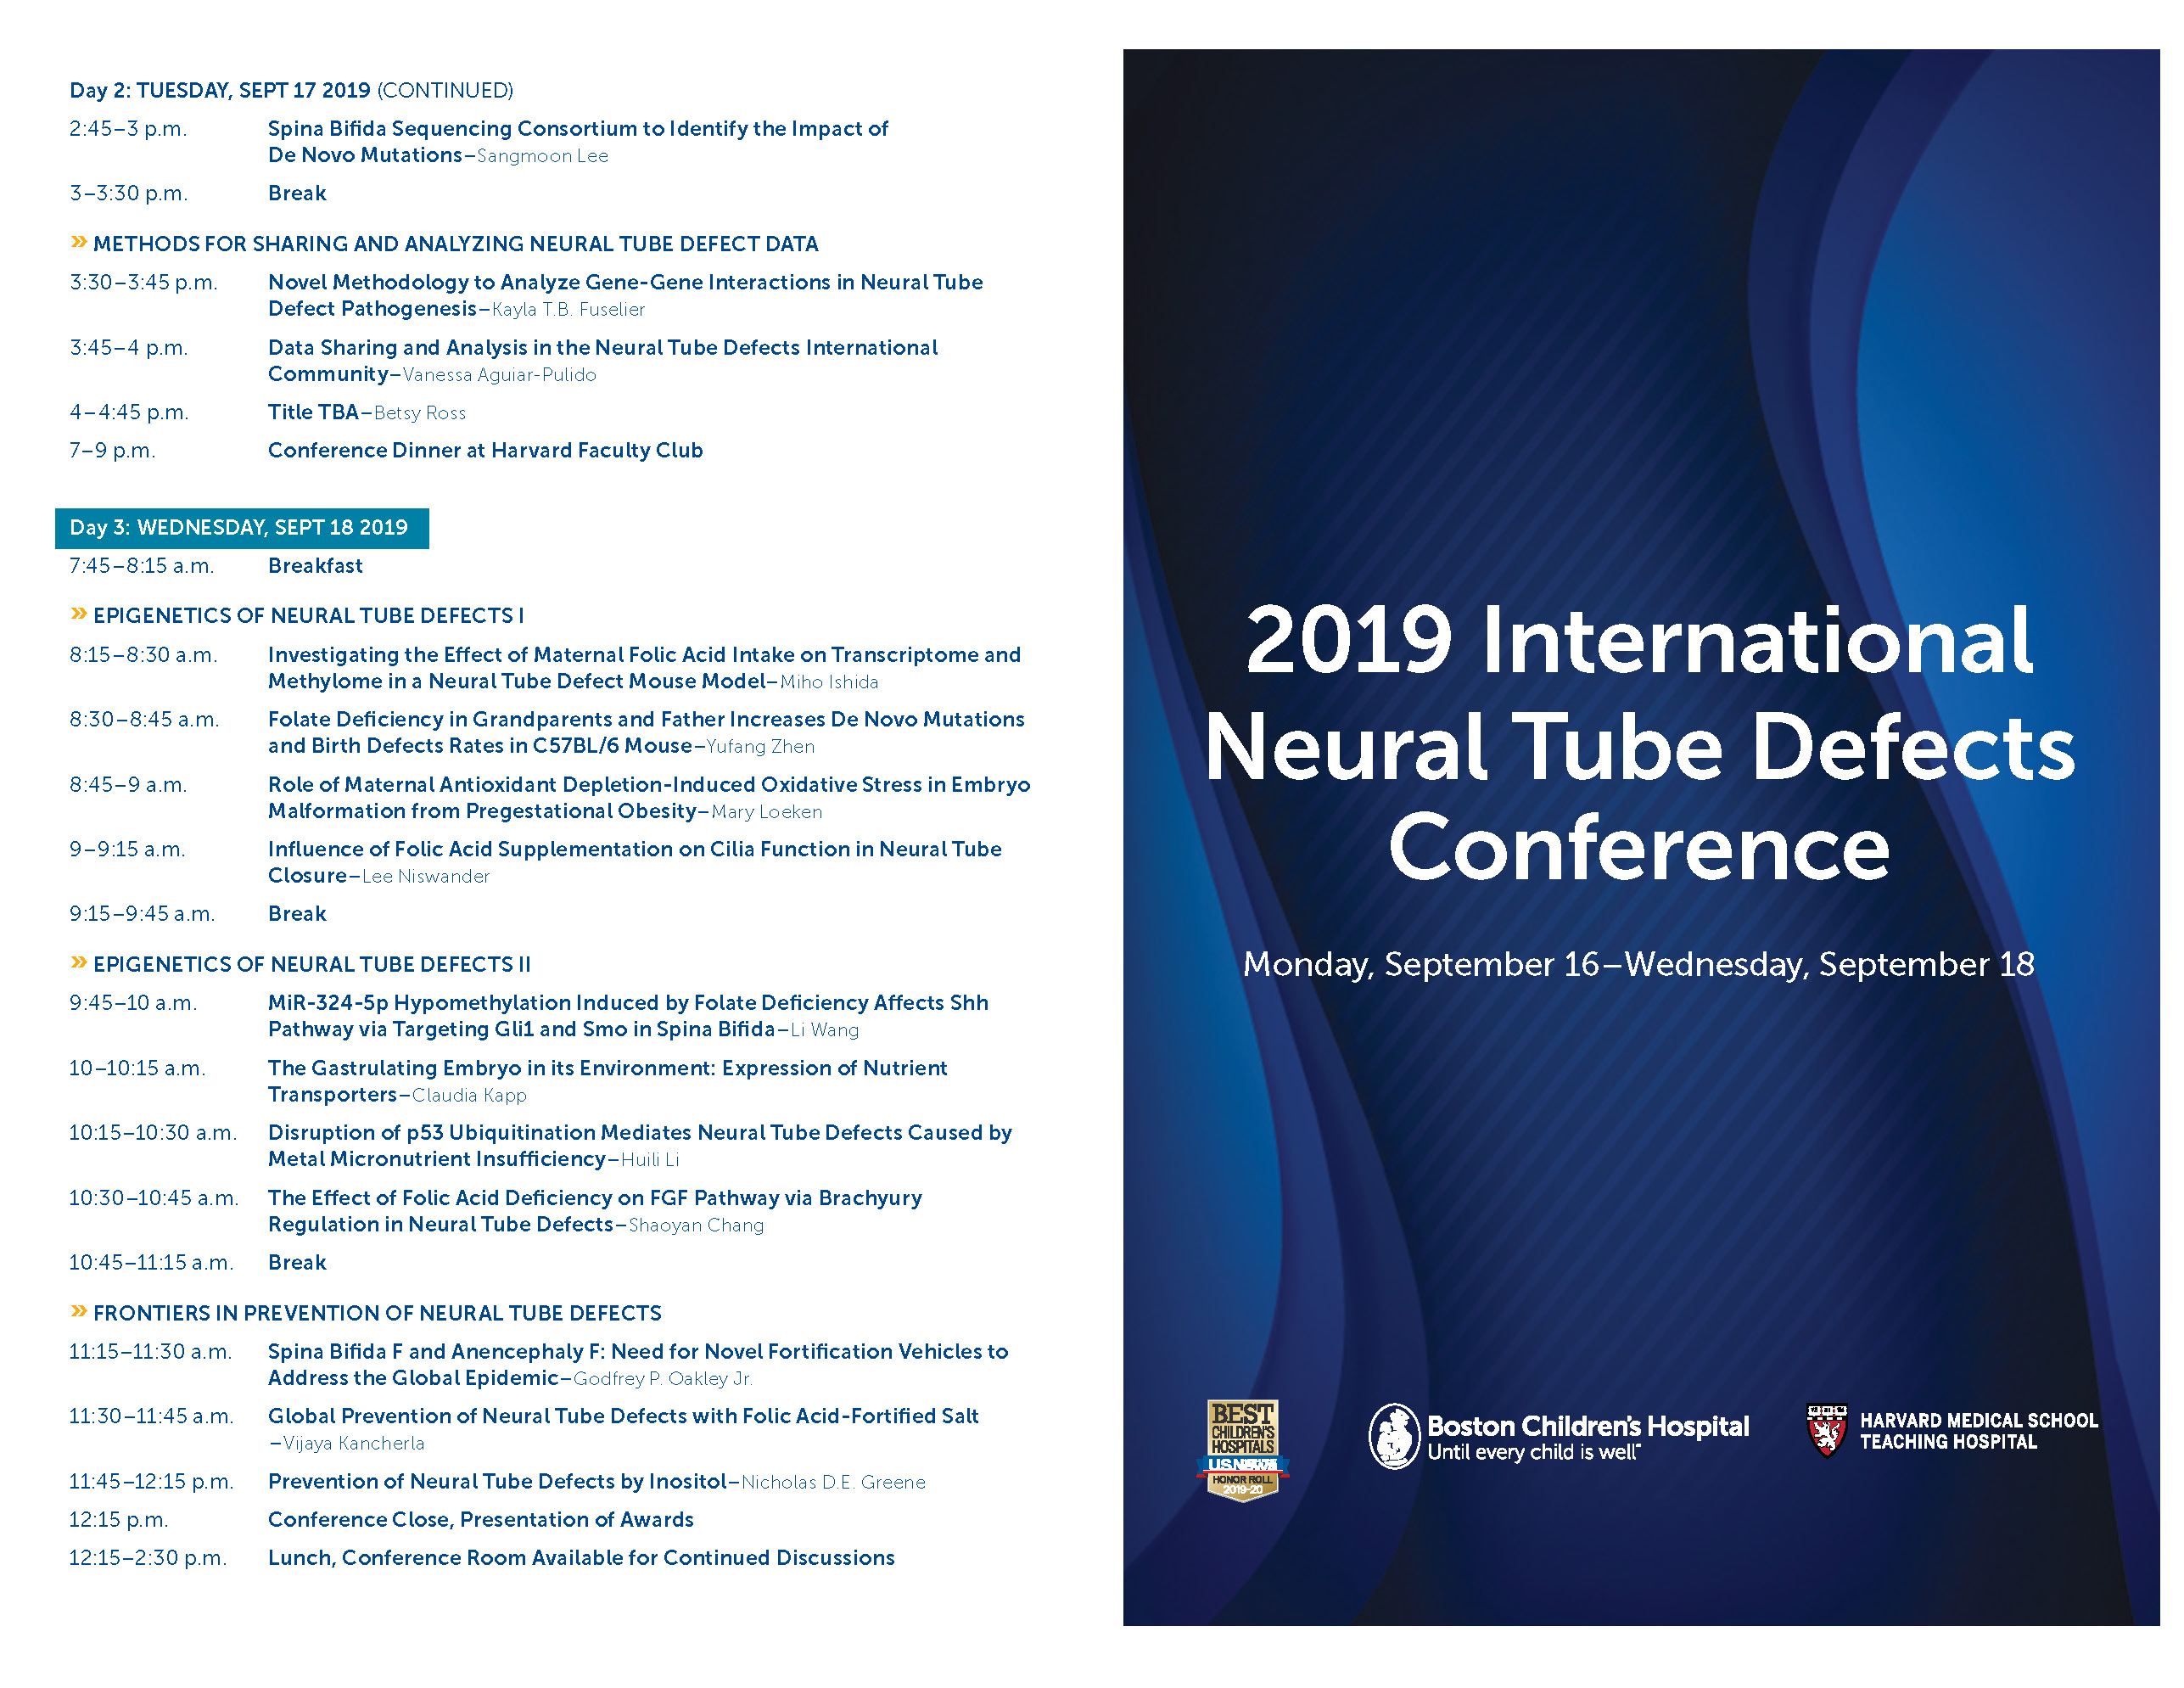 Day 2: TUESDAY, SEPT 17 2019 (CONTINUED)
2:45–3 p.m. Spina Bifida Sequencing Consortium to Identify the Impact of
De Novo Mutations–Sangmoon Lee
3–3:30 p.m. Break
» METHODS FOR SHARING AND ANALYZING NEURAL TUBE DEFECT DATA
3:30–3:45 p.m. Novel Methodology to Analyze Gene-Gene Interactions in Neural Tube
Defect Pathogenesis–Kayla T.B. Fuselier
3:45–4 p.m. Data Sharing and Analysis in the Neural Tube Defects International
Community–Vanessa Aguiar-Pulido
4–4:45 p.m. Title TBA–Betsy Ross
7–9 p.m. Conference Dinner at Harvard Faculty Club
Day 3: WEDNESDAY, SEPT 18 2019
7:45–8:15 a.m. Breakfast
» EPIGENETICS OF NEURAL TUBE DEFECTS I
8:15–8:30 a.m. Investigating the Effect of Maternal Folic Acid Intake on Transcriptome and
Methylome in a Neural Tube Defect Mouse Model–Miho Ishida
8:30–8:45 a.m. Folate Deficiency in Grandparents and Father Increases De Novo Mutations
and Birth Defects Rates in C57BL/6 Mouse–Yufang Zhen
8:45–9 a.m. Role of Maternal Antioxidant Depletion-Induced Oxidative Stress in Embryo
Malformation from Pregestational Obesity–Mary Loeken
9–9:15 a.m. Influence of Folic Acid Supplementation on Cilia Function in Neural Tube
Closure–Lee Niswander
9:15–9:45 a.m. Break
» EPIGENETICS OF NEURAL TUBE DEFECTS II
9:45–10 a.m. MiR-324-5p Hypomethylation Induced by Folate Deficiency Affects Shh
Pathway via Targeting Gli1 and Smo in Spina Bifida–Li Wang
10–10:15 a.m. The Gastrulating Embryo in its Environment: Expression of Nutrient
Transporters–Claudia Kapp
10:15–10:30 a.m. Disruption of p53 Ubiquitination Mediates Neural Tube Defects Caused by
Metal Micronutrient Insufficiency–Huili Li
10:30–10:45 a.m. The Effect of Folic Acid Deficiency on FGF Pathway via Brachyury
Regulation in Neural Tube Defects–Shaoyan Chang
10:45–11:15 a.m. Break
» FRONTIERS IN PREVENTION OF NEURAL TUBE DEFECTS
11:15–11:30 a.m. Spina Bifida F and Anencephaly F: Need for Novel Fortification Vehicles to
Address the Global Epidemic–Godfrey P. Oakley Jr.
11:30–11:45 a.m. Global Prevention of Neural Tube Defects with Folic Acid-Fortified Salt
–Vijaya Kancherla
11:45–12:15 p.m. Prevention of Neural Tube Defects by Inositol–Nicholas D.E. Greene
12:15 p.m. Conference Close, Presentation of Awards
12:15–2:30 p.m. Lunch, Conference Room Available for Continued Discussions
2019 International
Neural Tube Defects
Conference
Monday, September 16–Wednesday, September 18
BEST
CHILDREN'S
HOSPITALS
U.S.NEWS
HONOR ROLL
2019-20
Boston Children's Hospital
Until every child is well
HARVARD MEDICAL SCHOOL
TEACHING HOSPITAL